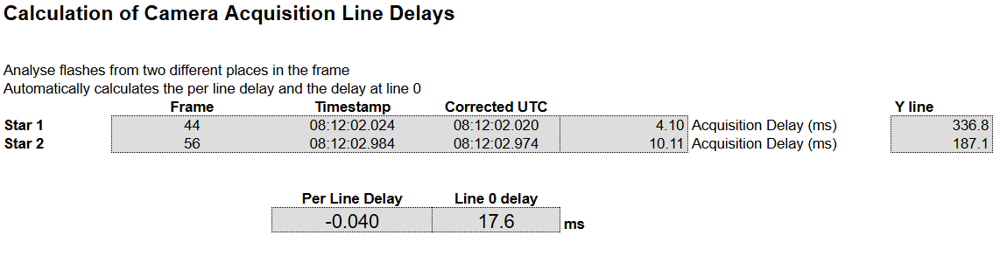 Calculation of Camera Acquisition Line Delays
Analyse flashes from two different places in the frame
Automatically calculates the per line delay and the delay at line 0
Frame Timestamp Corrected UTC Y line
Star 1 44 08:12:02.024 08:12:02.020 4.10 Acquisition Delay (ms) 336.8
Star 2 56 08:12:02.984 08:12:02.974 10.11 Acquisition Delay (ms) 187.1
Per Line Delay Line 0 delay
-0.040 17.6 ms